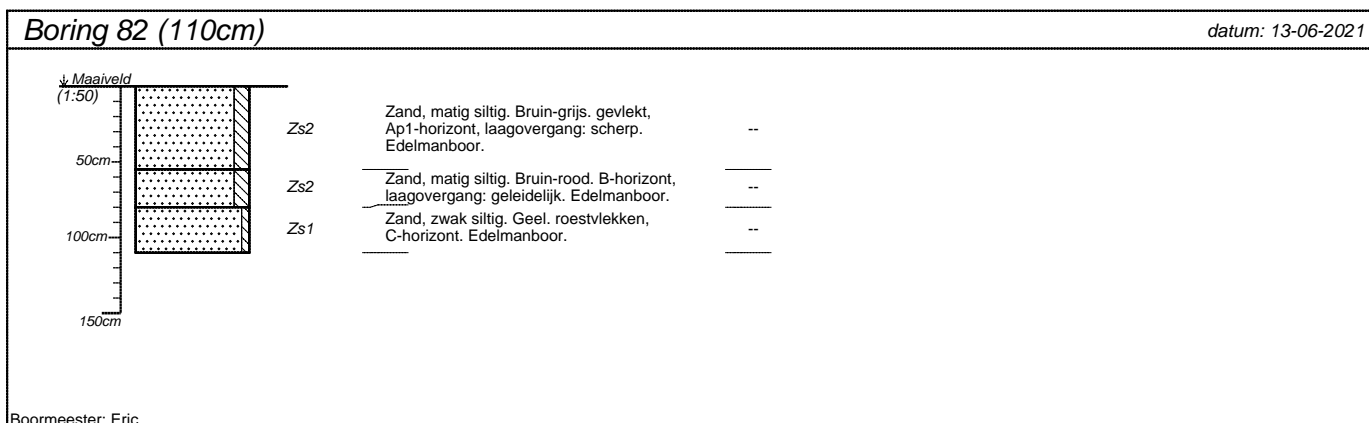 Boring 82 (110cm)
datum: 13-06-2021
Maaiveld
(1:50)
Zs2
Zand, matig siltig. Bruin-grijs. gevlekt,
Ap1-horizont, laagovergang: scherp.
Edelmanboor.
--
50cm
Zs2
Zand, matig siltig. Bruin-rood. B-horizont,
laagovergang: geleidelijk. Edelmanboor.
--
Zs1
Zand, zwak siltig. Geel. roestvlekken,
C-horizont. Edelmanboor.
--
100cm
150cm
Boormeester: Eric